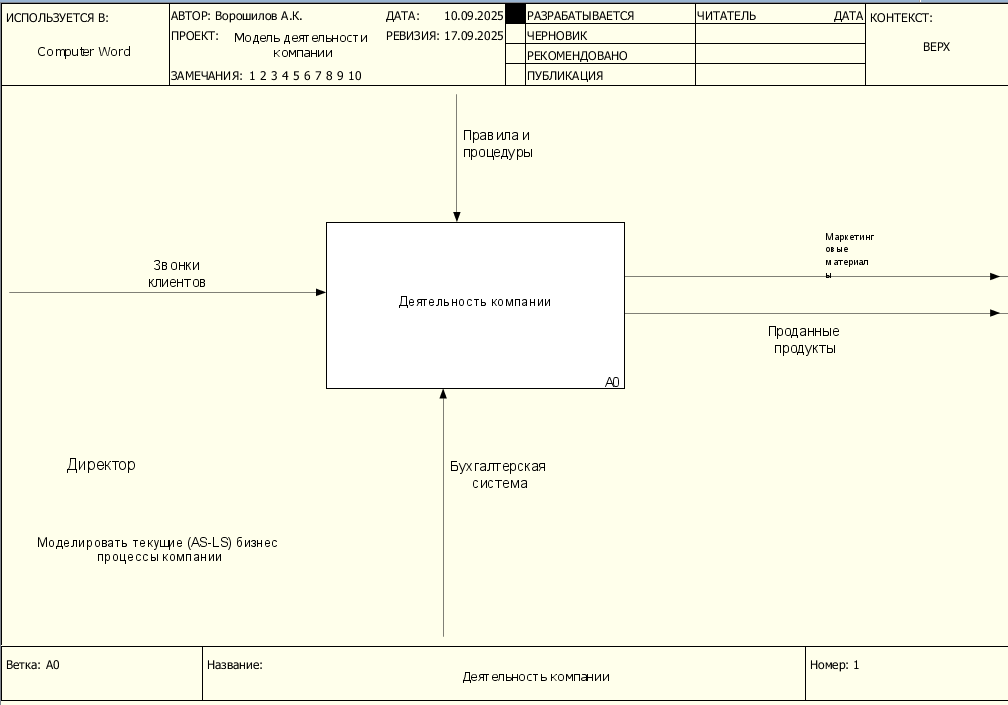 ИСПОЛЬЗУЕТСЯ В:
Computer Word
АВТОР: Ворошилов А.К.
ДАТА: 10.09.2025
ПРОЕКТ: Модель деятельности
компании
РЕВИЗИЯ: 17.09.2025
ЗАМЕЧАНИЯ: 1 2 3 4 5 6 7 8 9 10
РАЗРАБАТЫВАЕТСЯ
ЧЕРНОВИК
РЕКОМЕНДОВАНО
ПУБЛИКАЦИЯ
ЧИТАТЕЛЬ ДАТА
КОНТЕКСТ:
ВЕРХ
Правила и
процедуры
Звонки
клиентов
Деятельность компании
A0
Маркетинг
овые
материал
ы
Проданные
продукты
Бухгалтерская
система
Директор
Моделировать текущие (AS-LS) бизнес
процессы компании
Ветка: A0
Название:
Деятельность компании
Номер: 1